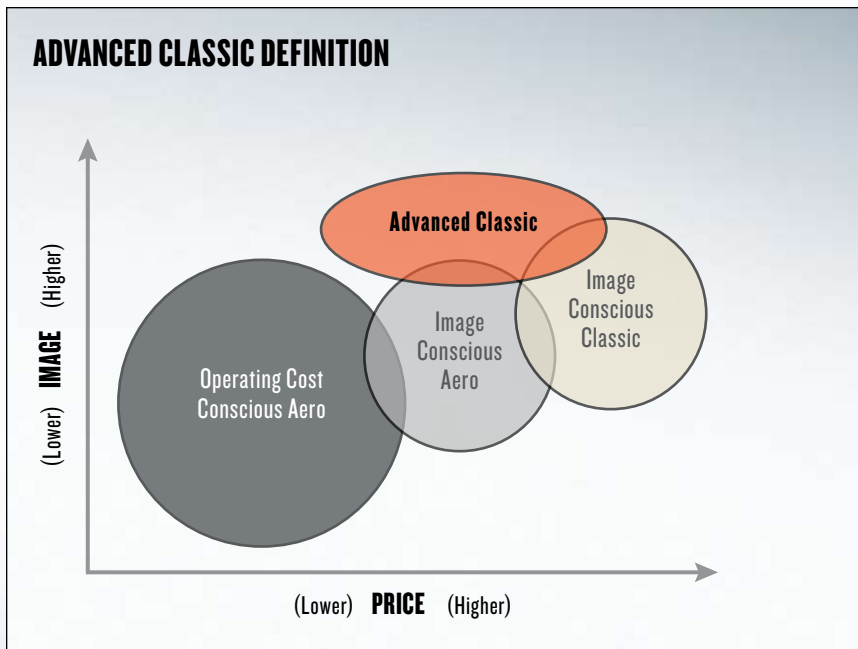 ADVANCED CLASSIC DEFINITION
(Lower) IMAGE (Higher)
Advanced Classic
Operating Cost
Conscious Aero
Image
Conscious
Aero
Image
Conscious
Classic
(Lower) PRICE (Higher)